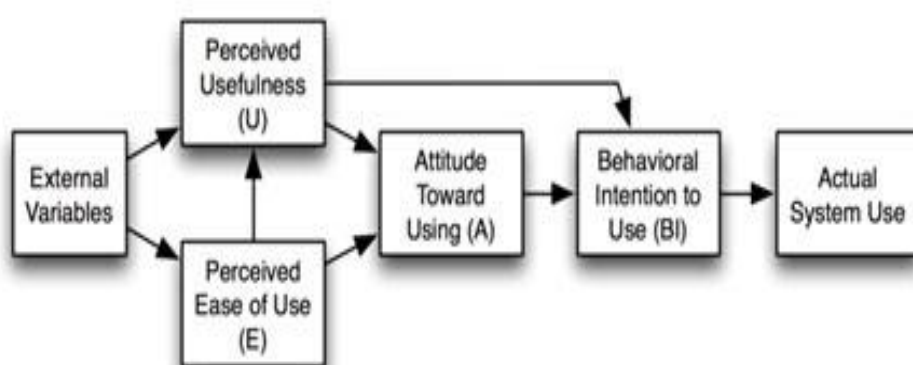 External
Variables
Perceived
Usefulness
(U)
Perceived
Ease of Use
(E)
Attitude
Toward
Using (A)
Behavioral
Intention to
Use (BI)
Actual
System Use